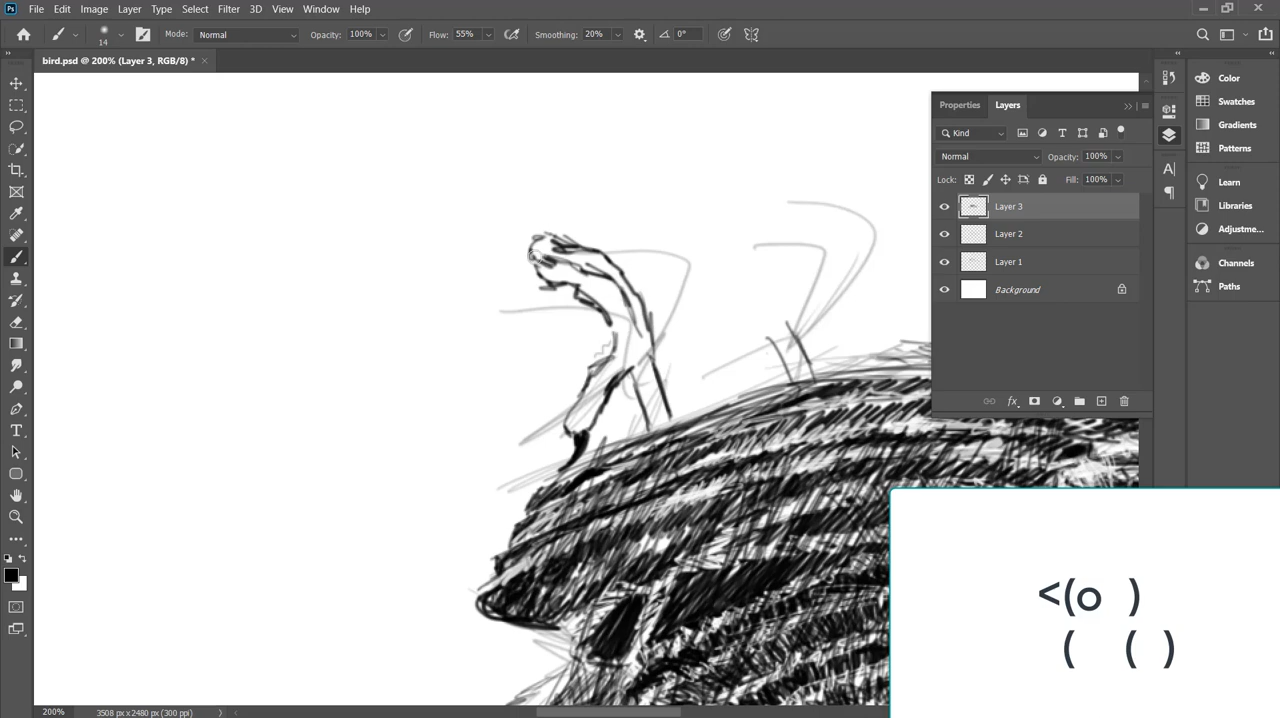 Ps File Edit Image Layer Type Select Filter 3D View Window Help
14 Mode: Normal Opacity: 100% Flow: 55% Smoothing: 20% 0°
bird.psd @ 200% (Layer 3, RGB/8) *
Properties Layers
Kind
Normal Opacity: 100%
Lock: Fill: 100%
Layer 3
Layer 2
Layer 1
Background
fx
Color
Swatches
Gradients
Patterns
Learn
Libraries
Adjustme...
Channels
Paths
<(o )
( ( )
200% 3508 px x 2480 px (300 ppi)